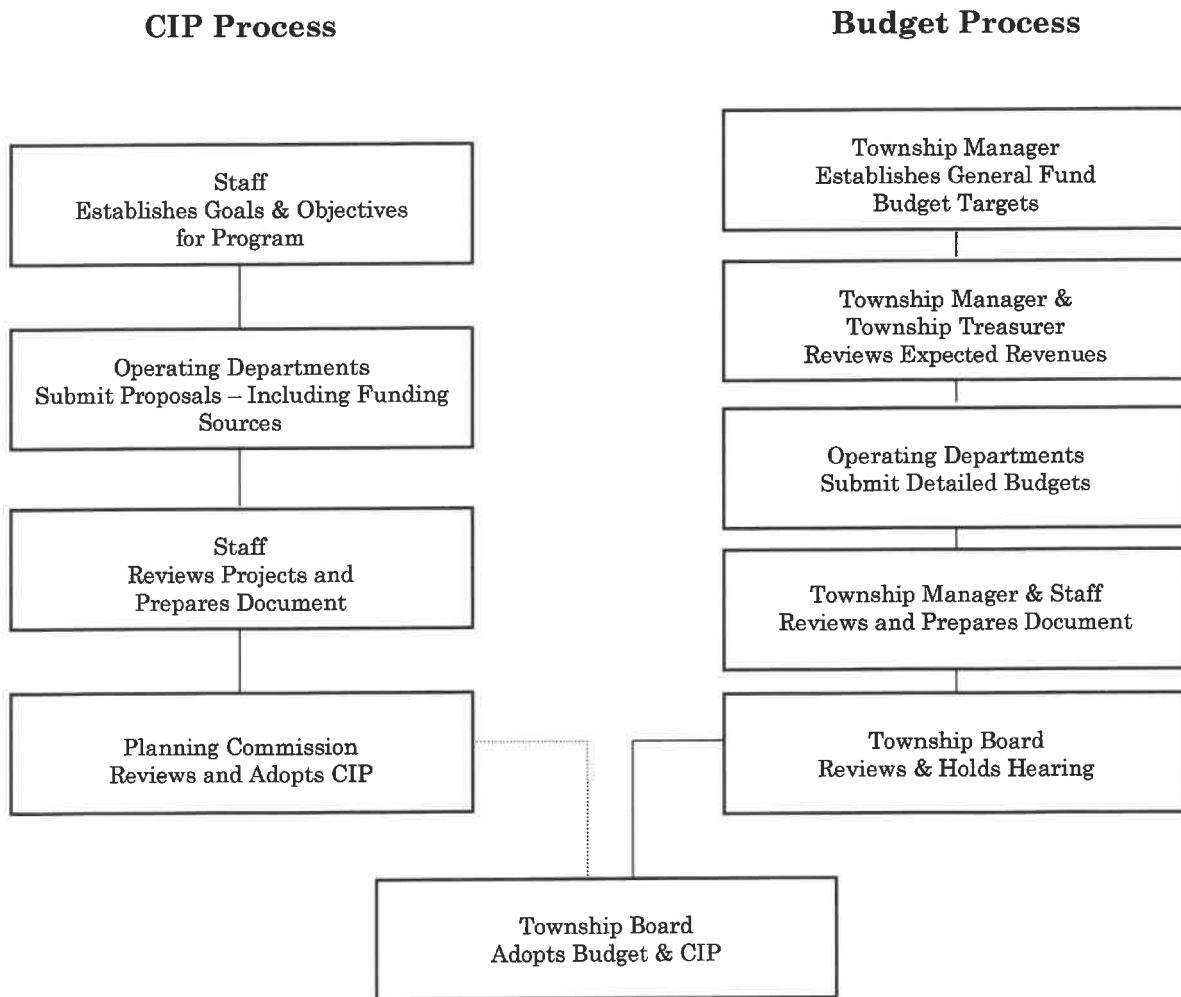 CIP Process
Staff
Establishes Goals & Objectives
for Program
Operating Departments
Submit Proposals – Including Funding
Sources
Staff
Reviews Projects and
Prepares Document
Planning Commission
Reviews and Adopts CIP
Budget Process
Township Manager
Establishes General Fund
Budget Targets
Township Manager &
Township Treasurer
Reviews Expected Revenues
Operating Departments
Submit Detailed Budgets
Township Manager & Staff
Reviews and Prepares Document
Township Board
Reviews & Holds Hearing
Township Board
Adopts Budget & CIP